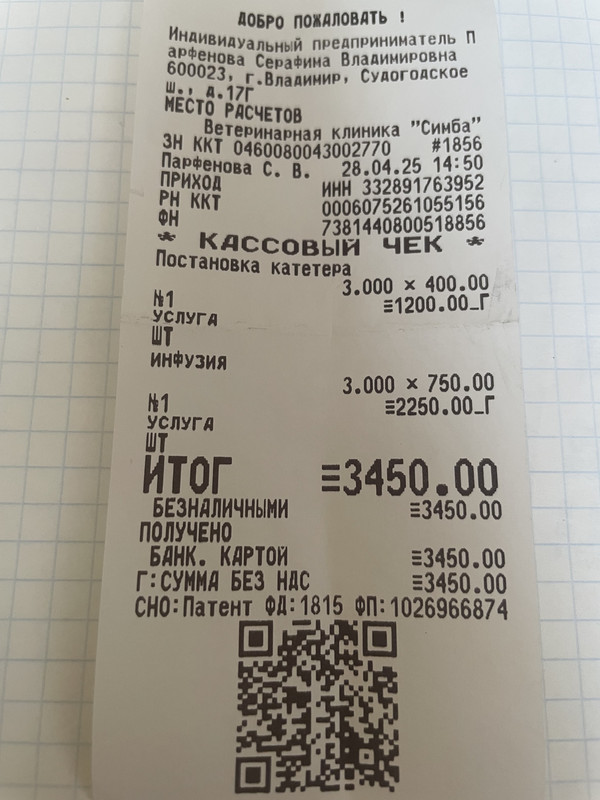 ДОБРО ПОЖАЛОВАТЬ !
Индивидуальный предприниматель П
арфенова Серафина Владимировна
600023, г.Владимир, Судогодское
ш., д.17Г
МЕСТО РАСЧЕТОВ
Ветеринарная клиника "Симба"
ЗН ККТ 0460080043002770 #1856
Парфенова С. В. 28.04.25 14:50
ПРИХОД ИНН 332891763952
РН ККТ 0006075261055156
ФН 7381440800518856
* КАССОВЫЙ ЧЕК *
Постановка катетера
3.000 × 400.00
№1 ≡1200.00_Г
УСЛУГА
ШТ
ИНФУЗИЯ
3.000 × 750.00
№1 ≡2250.00_Г
УСЛУГА
ШТ
ИТОГ ≡3450.00
БЕЗНАЛИЧНЫМИ ≡3450.00
ПОЛУЧЕНО
БАНК. КАРТОЙ ≡3450.00
Г:СУММА БЕЗ НДС ≡3450.00
СНО:Патент ФД:1815 ФП:1026966874